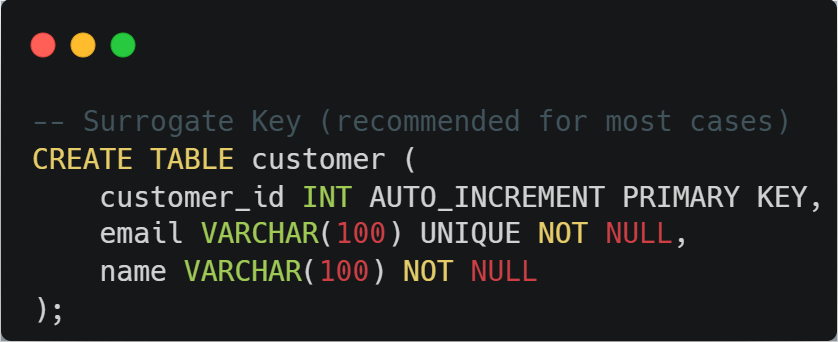 -- Surrogate Key (recommended for most cases)
CREATE TABLE customer (
    customer_id INT AUTO_INCREMENT PRIMARY KEY,
    email VARCHAR(100) UNIQUE NOT NULL,
    name VARCHAR(100) NOT NULL
);